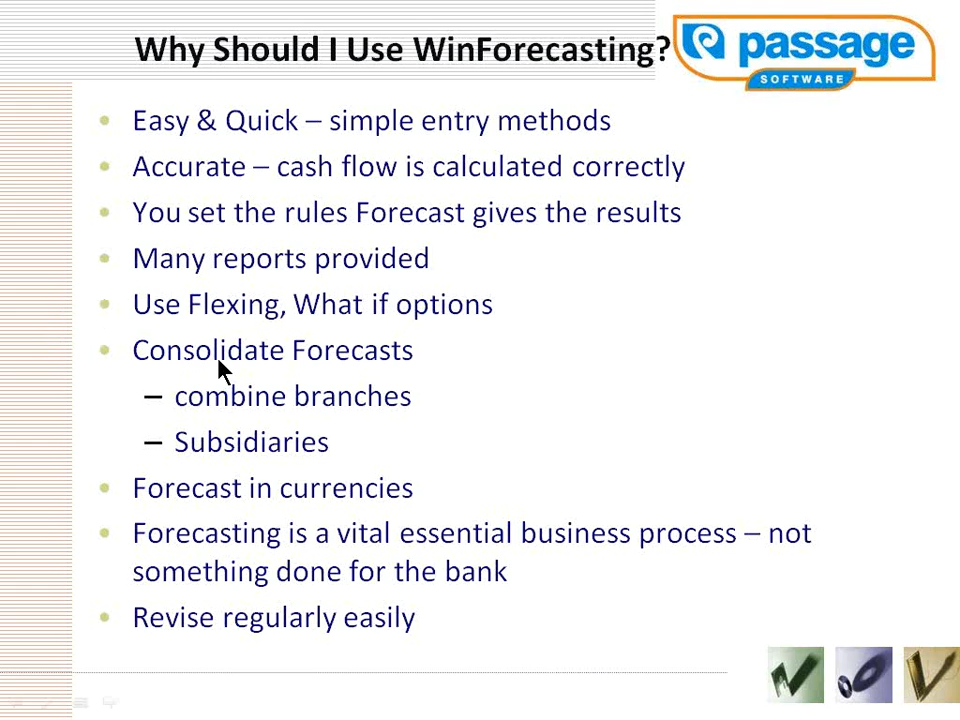 Why Should I Use WinForecasting?
passage
SOFTWARE
Easy & Quick – simple entry methods
Accurate – cash flow is calculated correctly
You set the rules Forecast gives the results
Many reports provided
Use Flexing, What if options
Consolidate Forecasts
– combine branches
– Subsidiaries
Forecast in currencies
Forecasting is a vital essential business process – not
something done for the bank
Revise regularly easily